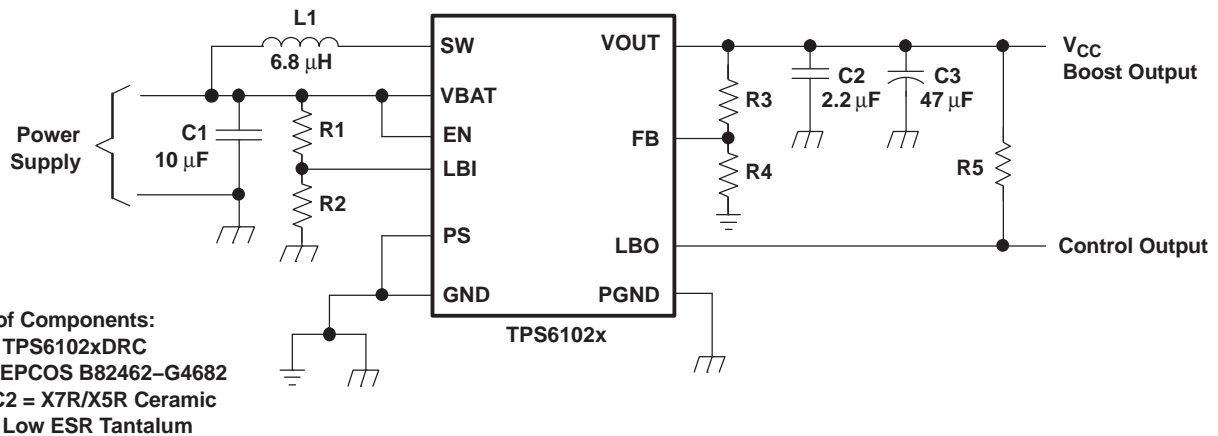 L1
6.8 μH
SW
VOUT
VCC
Boost Output
VBAT
C1
10 μF
R1
EN
R3
C2
2.2 μF
C3
47 μF
Power
Supply
FB
LBI
R2
R4
R5
PS
LBO
Control Output
GND
PGND
TPS6102x
of Components:
TPS6102xDRC
EPCOS B82462–G4682
C2 = X7R/X5R Ceramic
Low ESR Tantalum